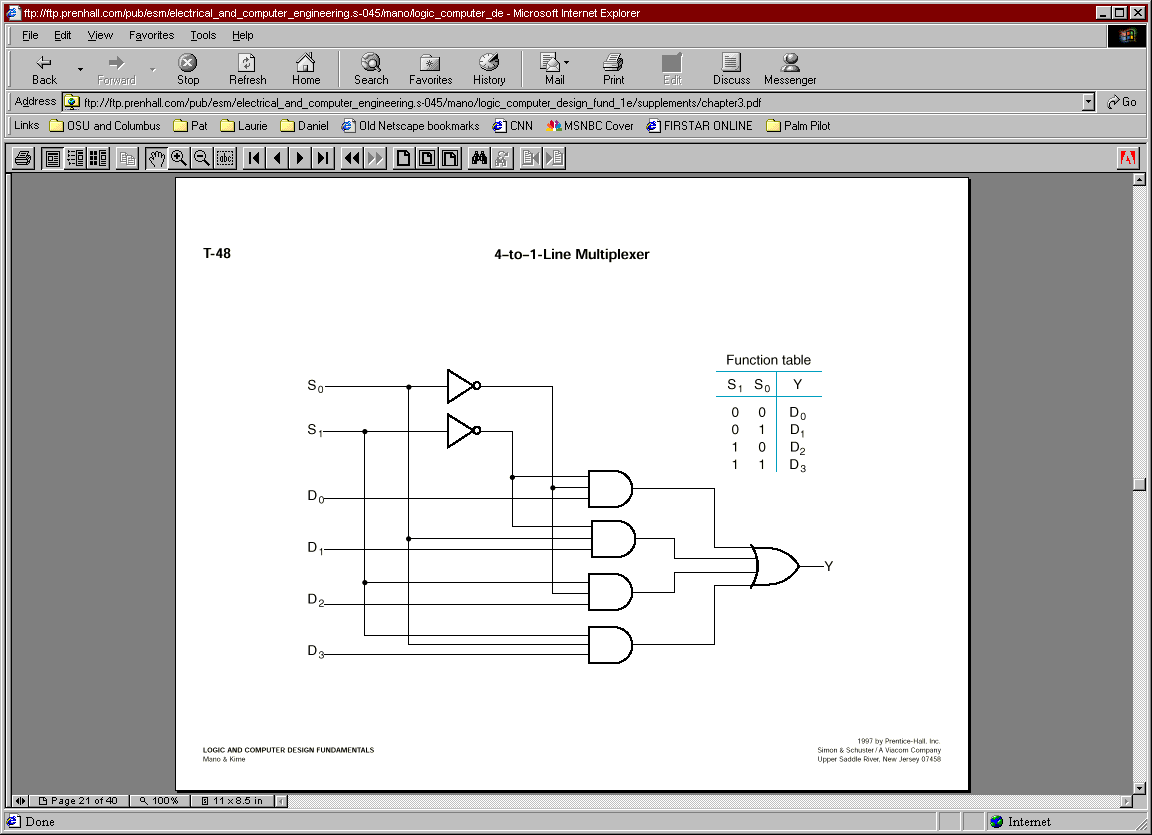 ftp://ftp.prenhall.com/pub/esm/electrical_and_computer_engineering.s-045/mano/logic_computer_de - Microsoft Internet Explorer
File Edit View Favorites Tools Help
Back Forward Stop Refresh Home Search Favorites History Mail Print Edit Discuss Messenger
Address ftp://ftp.prenhall.com/pub/esm/electrical_and_computer_engineering.s-045/mano/logic_computer_design_fund_1e/supplements/chapter3.pdf Go
Links OSU and Columbus Pat Laurie Daniel Old Netscape bookmarks CNN MSNBC Cover FIRSTAR ONLINE Palm Pilot
abc
T-48 4–to–1-Line Multiplexer
Function table
S1 S0 Y
0 0 D0
0 1 D1
1 0 D2
1 1 D3
S0
S1
D0
D1
D2
D3
Y
LOGIC AND COMPUTER DESIGN FUNDAMENTALS
Mano & Kime
1997 by Prentice-Hall, Inc.
Simon & Schuster / A Viacom Company
Upper Saddle River, New Jersey 07458
Page 21 of 40 100% 11 x 8.5 in
Done Internet